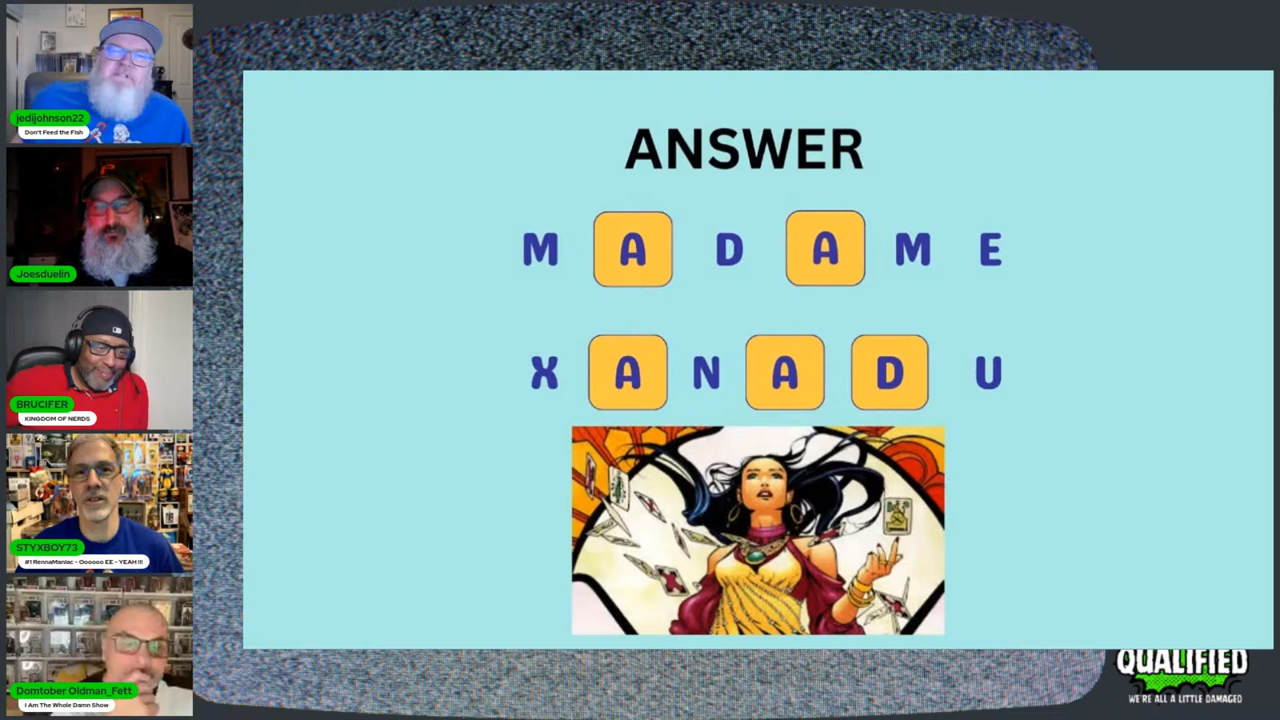 jedijohnson22
Don't Feed the Fish
Joesduelin
BRUCIFER
KINGDOM OF NERDS
STYXBOY73
#1 RennaManiac - Oooooo EE - YEAH !!!
Domtober Oldman_Fett
I Am The Whole Damn Show
ANSWER
M A D A M E
X A N A D U
QUALIFIED
WE'RE ALL A LITTLE DAMAGED